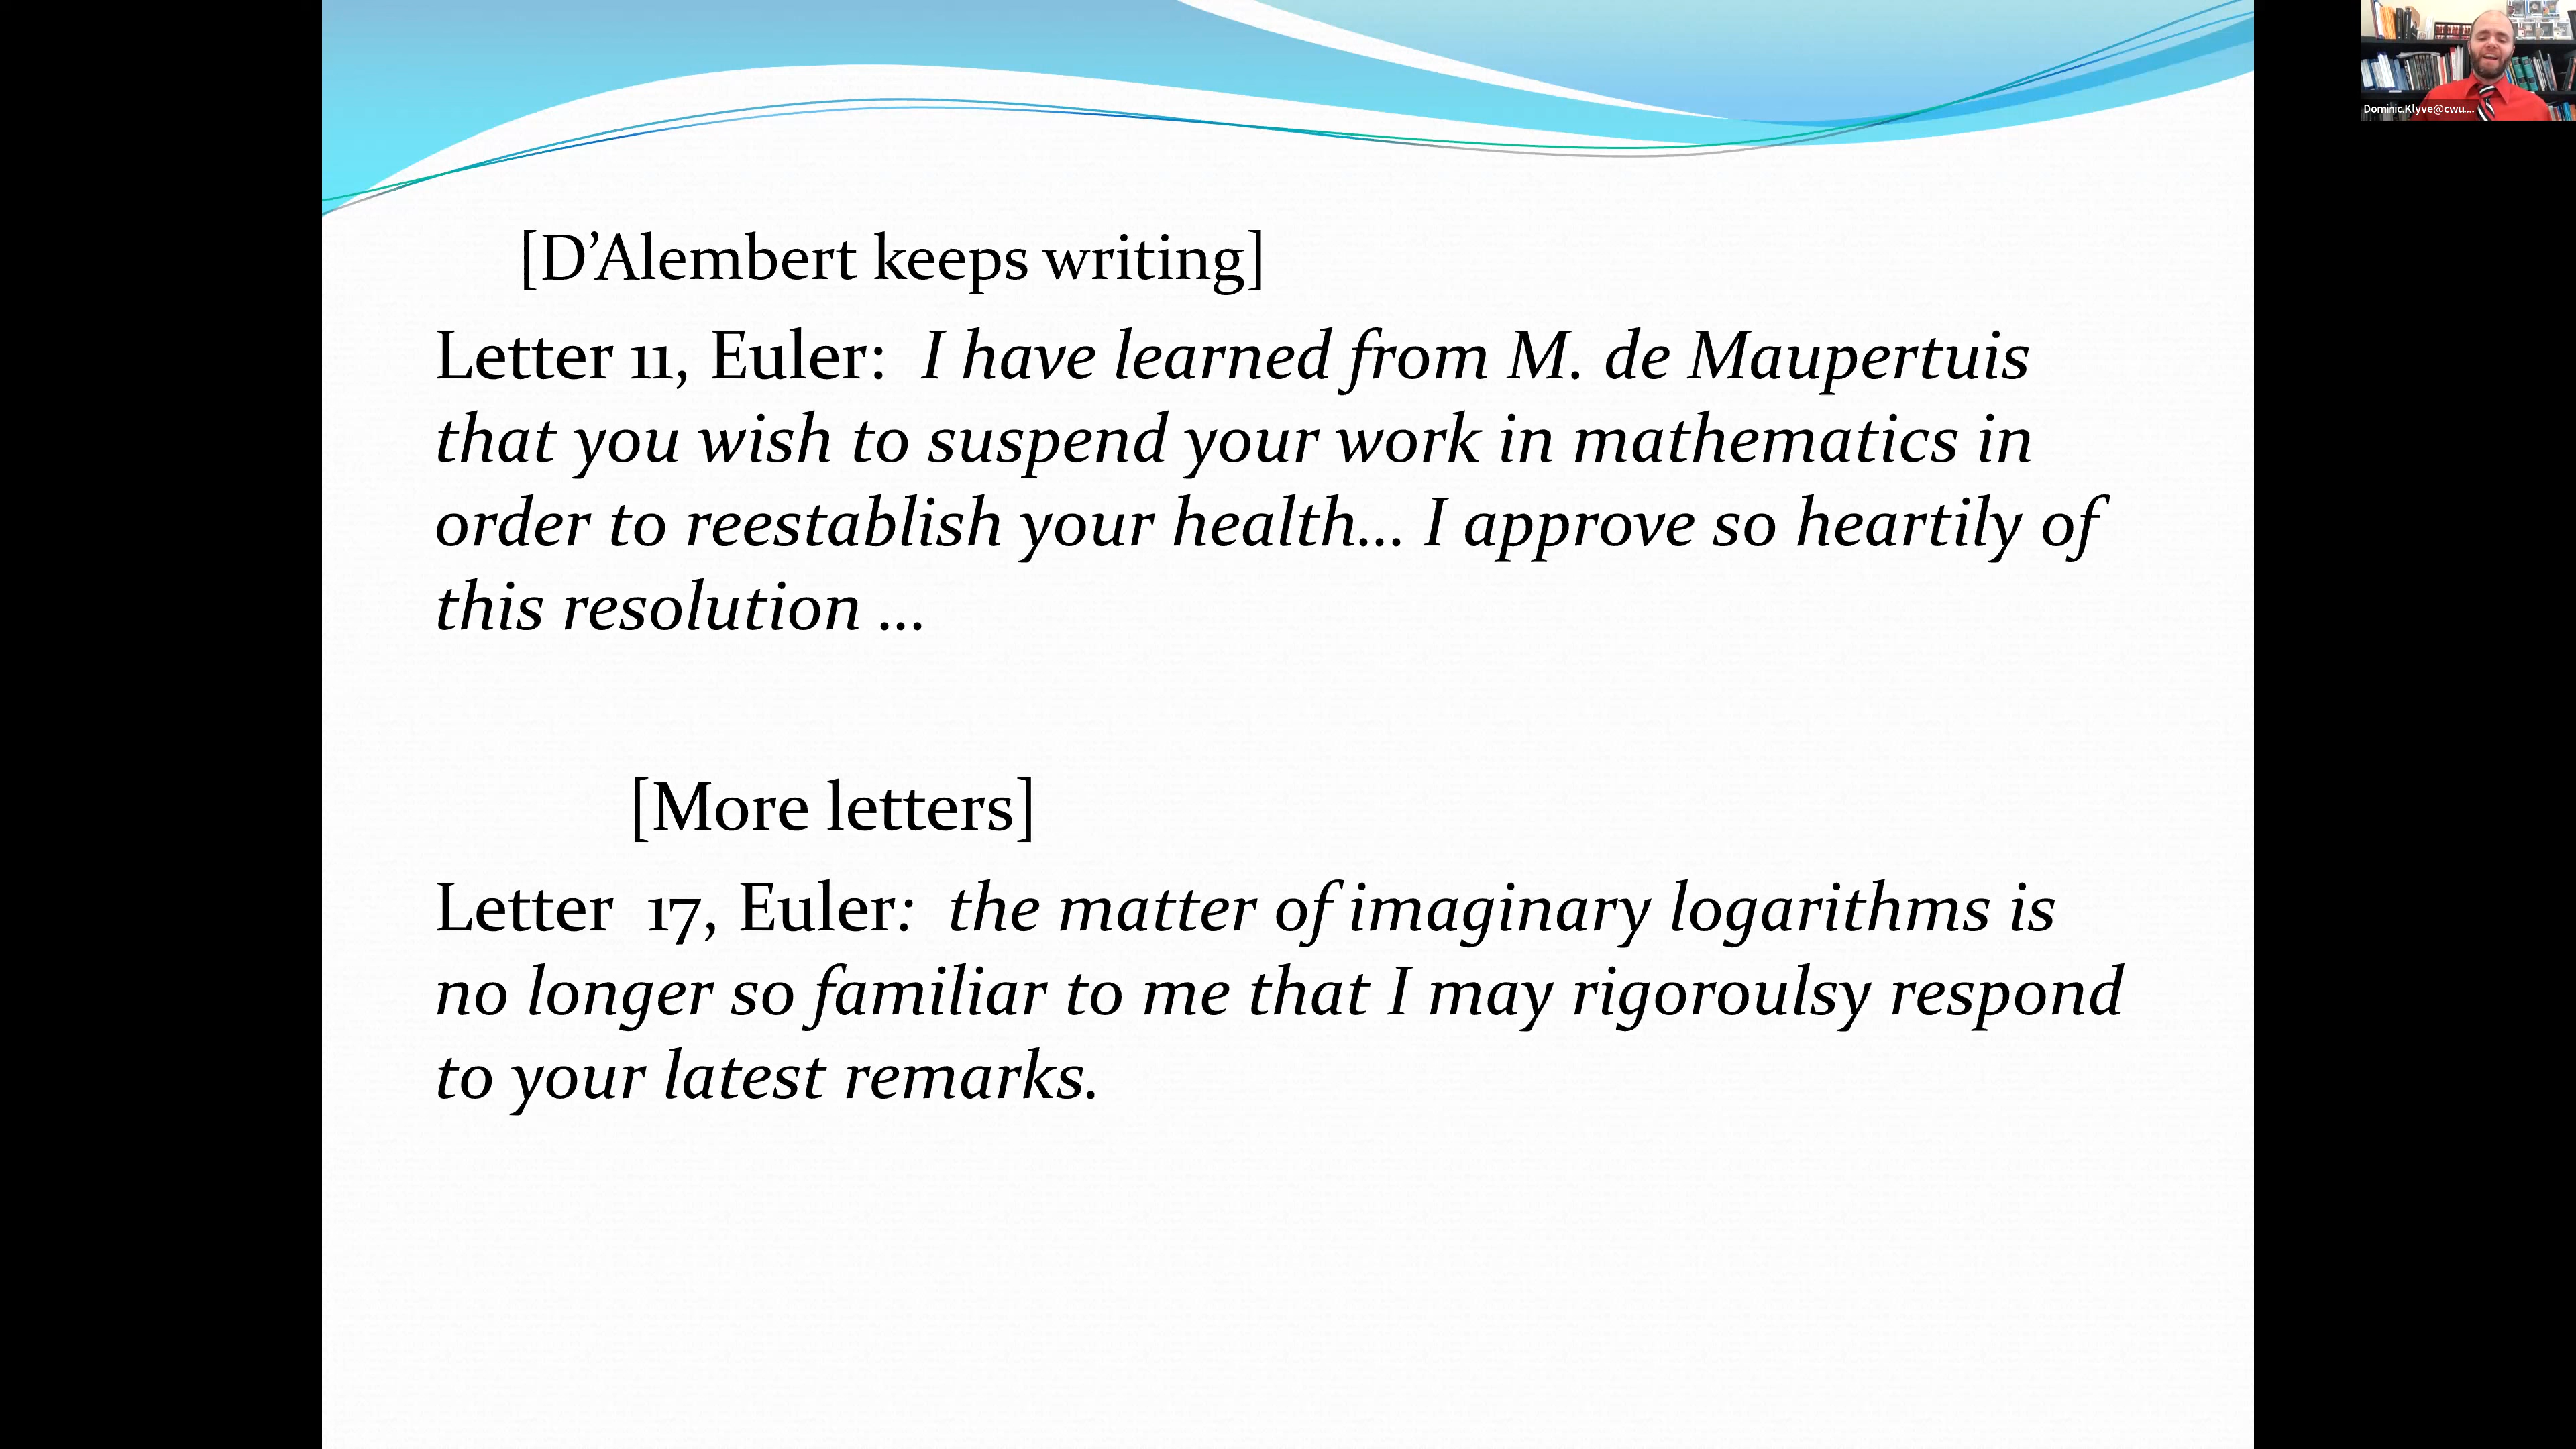 [D’Alembert keeps writing]
Letter 11, Euler: I have learned from M. de Maupertuis
that you wish to suspend your work in mathematics in
order to reestablish your health... I approve so heartily of
this resolution ...
[More letters]
Letter 17, Euler: the matter of imaginary logarithms is
no longer so familiar to me that I may rigoroulsy respond
to your latest remarks.
Dominic.Klyve@cwu....